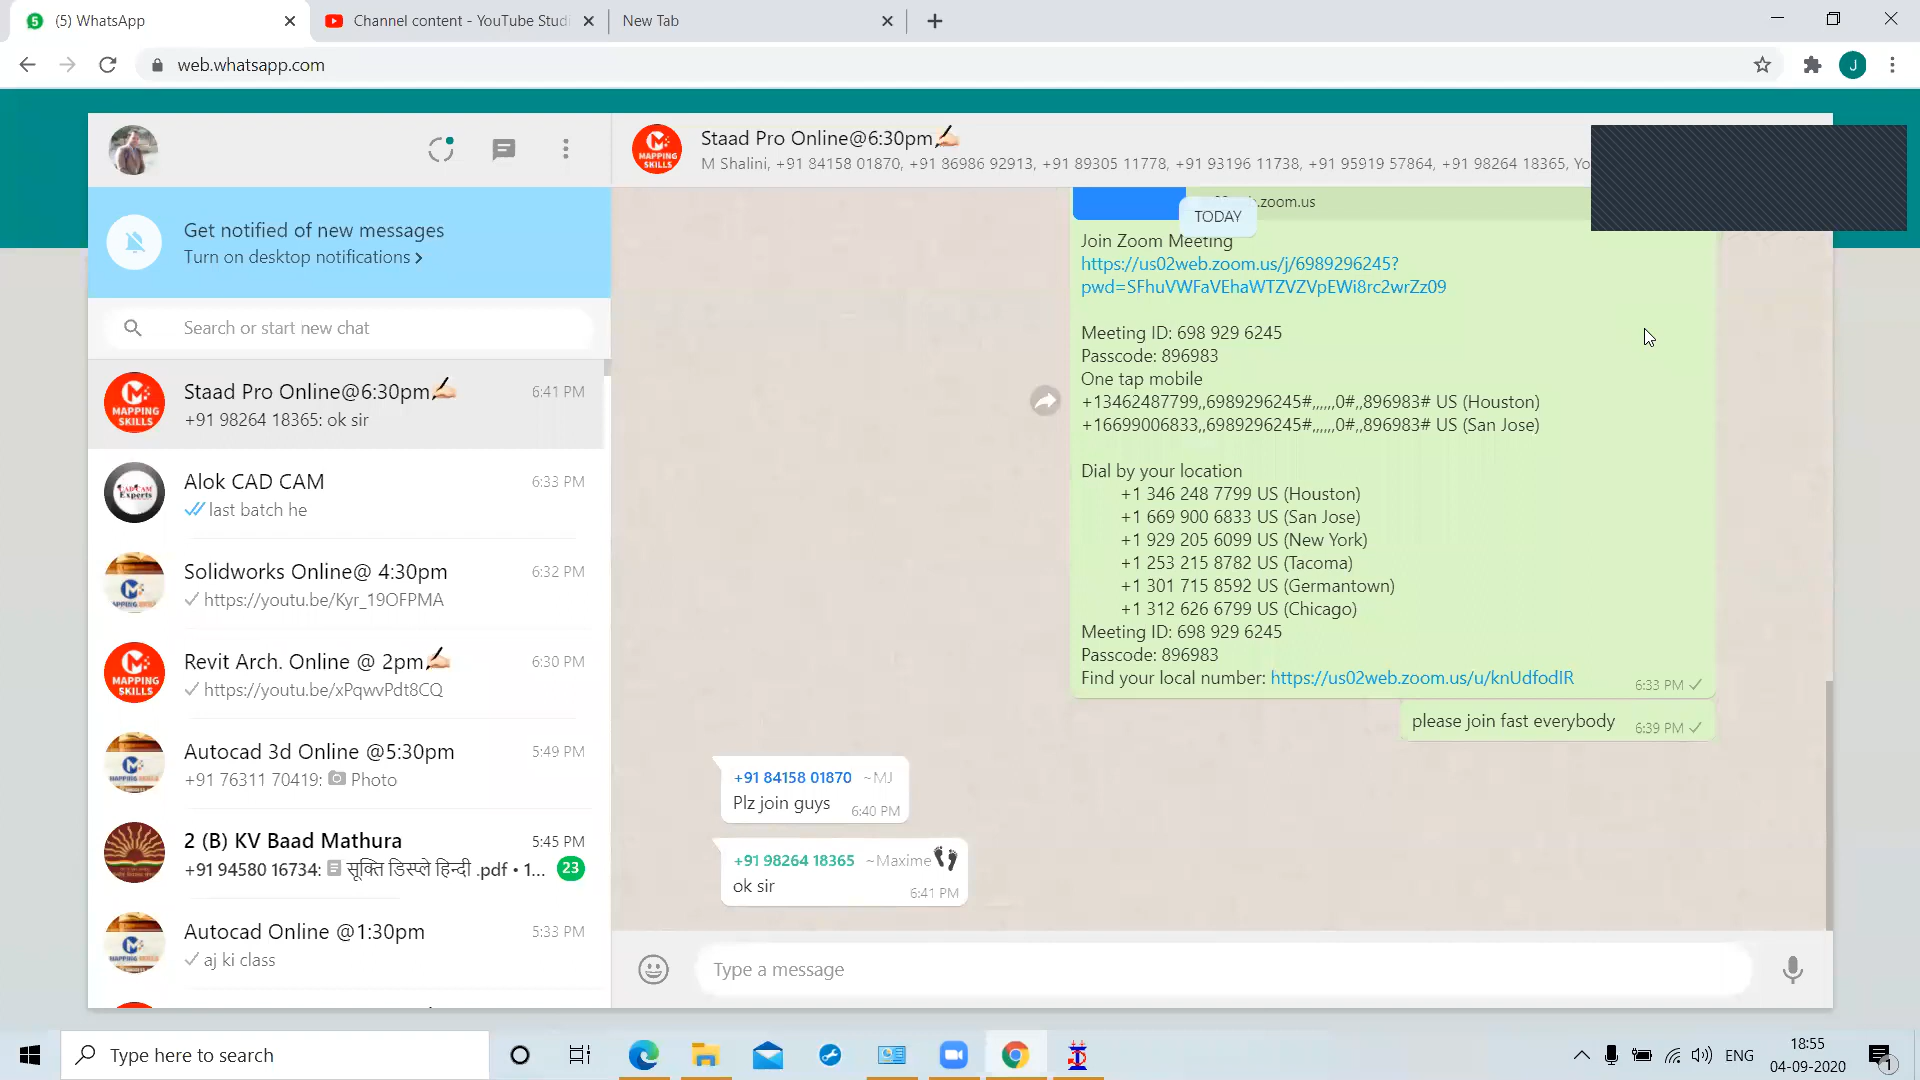 (5) WhatsApp
Channel content - YouTube Studi
New Tab
web.whatsapp.com
J
Staad Pro Online@6:30pm✍🏻
M Shalini, +91 84158 01870, +91 86986 92913, +91 89305 11778, +91 93196 11738, +91 95919 57864, +91 98264 18365, Yo
Get notified of new messages
Turn on desktop notifications >
Search or start new chat
MAPPING SKILLS
Staad Pro Online@6:30pm✍🏻
6:41 PM
+91 98264 18365: ok sir
Alok CAD CAM
6:33 PM
last batch he
Solidworks Online@ 4:30pm
6:32 PM
https://youtu.be/Kyr_19OFPMA
MAPPING SKILLS
Revit Arch. Online @ 2pm✍🏻
6:30 PM
https://youtu.be/xPqwvPdt8CQ
Autocad 3d Online @5:30pm
5:49 PM
+91 76311 70419: Photo
2 (B) KV Baad Mathura
5:45 PM
+91 94580 16734: सूक्ति डिस्प्ले हिन्दी .pdf • 1...
23
Autocad Online @1:30pm
5:33 PM
aj ki class
MAPPING SKILLS
.zoom.us
TODAY
Join Zoom Meeting
https://us02web.zoom.us/j/6989296245?
pwd=SFhuVWFaVEhaWTZVZVpEWi8rc2wrZz09
Meeting ID: 698 929 6245
Passcode: 896983
One tap mobile
+13462487799,,6989296245#,,,,,,0#,,896983# US (Houston)
+16699006833,,6989296245#,,,,,,0#,,896983# US (San Jose)
Dial by your location
+1 346 248 7799 US (Houston)
+1 669 900 6833 US (San Jose)
+1 929 205 6099 US (New York)
+1 253 215 8782 US (Tacoma)
+1 301 715 8592 US (Germantown)
+1 312 626 6799 US (Chicago)
Meeting ID: 698 929 6245
Passcode: 896983
Find your local number: https://us02web.zoom.us/u/knUdfodlR
6:33 PM
please join fast everybody
6:39 PM
+91 84158 01870 ~MJ
Plz join guys
6:40 PM
+91 98264 18365 ~Maxime👣
ok sir
6:41 PM
Type a message
Type here to search
ENG
18:55
04-09-2020
1